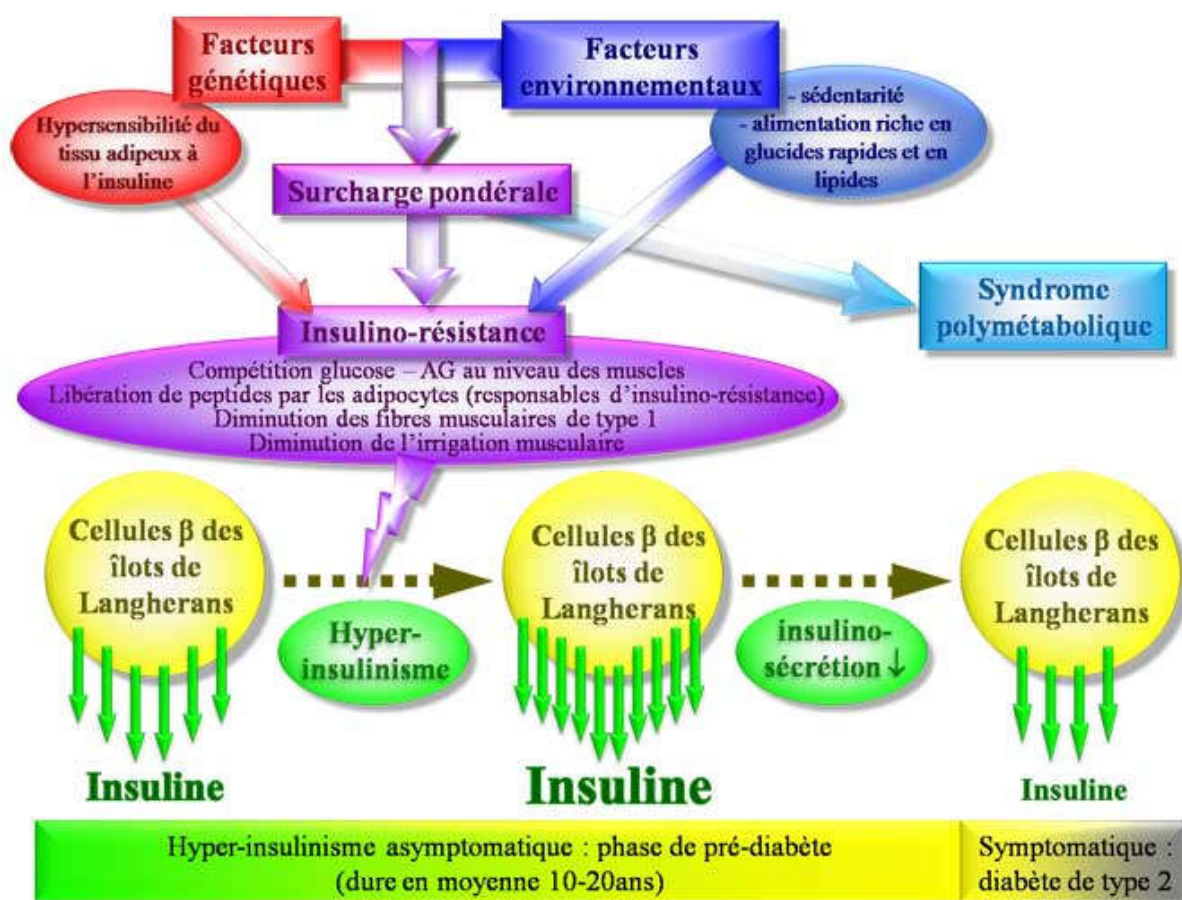 Facteurs
génétiques
Facteurs
environnementaux
Hypersensibilité du
tissu adipeux à
l'insuline
- sédentarité
- alimentation riche en
glucides rapides et en
lipides
Surcharge pondérale
Syndrome
polymétabolique
Insulino-résistance
Compétition glucose – AG au niveau des muscles
Libération de peptides par les adipocytes (responsables d'insulino-résistance)
Diminution des fibres musculaires de type 1
Diminution de l'irrigation musculaire
Cellules β des
îlots de
Langherans
Hyper-
insulinisme
Cellules β des
îlots de
Langherans
insulino-
sécrétion ↓
Cellules β des
îlots de
Langherans
Insuline
Insuline
Insuline
Hyper-insulinisme asymptomatique : phase de pré-diabète
(dure en moyenne 10-20ans)
Symptomatique :
diabète de type 2